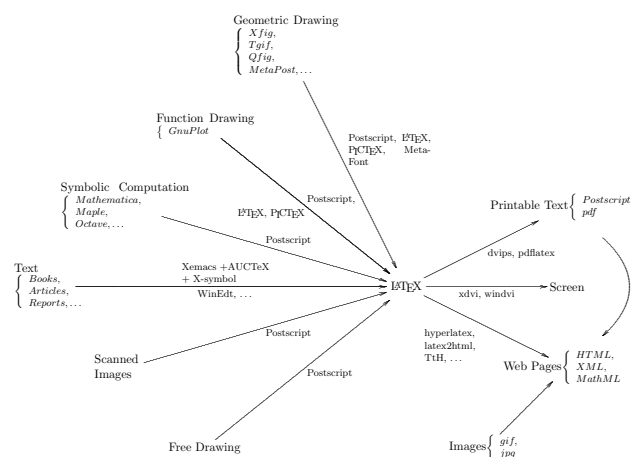 Geometric Drawing
Xfig,
Tgif,
Qfig,
MetaPost,...
Function Drawing
GnuPlot
Postscript, LATEX,
PICTEX, Meta-
Font
Symbolic Computation
Mathematica,
Maple,
Octave,...
Postscript,
LATEX, PICTEX
Postscript
Printable Text
Postscript
pdf
dvips, pdflatex
Text
Books,
Articles,
Reports,...
Xemacs +AUCTeX
+ X-symbol
WinEdt, ...
LATEX
xdvi, windvi
Screen
Postscript
hyperlatex,
latex2html,
TtH, ...
Scanned
Images
Postscript
Web Pages
HTML,
XML,
MathML
Free Drawing
Images
gif,
jpg